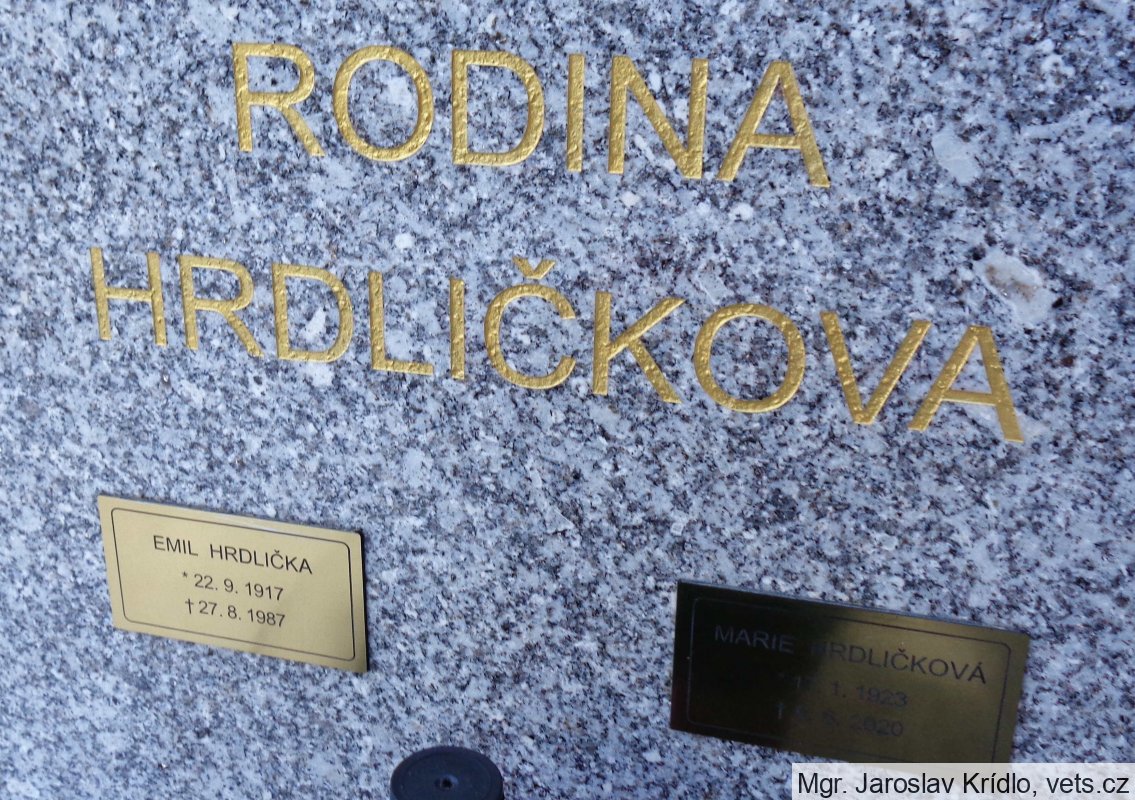 RODINA
HRDLIČKOVA
EMIL HRDLIČKA
* 22. 9. 1917
† 27. 8. 1987
MARIE HRDLIČKOVÁ
1. 1923
2020
Mgr. Jaroslav Krídlo, vets.cz